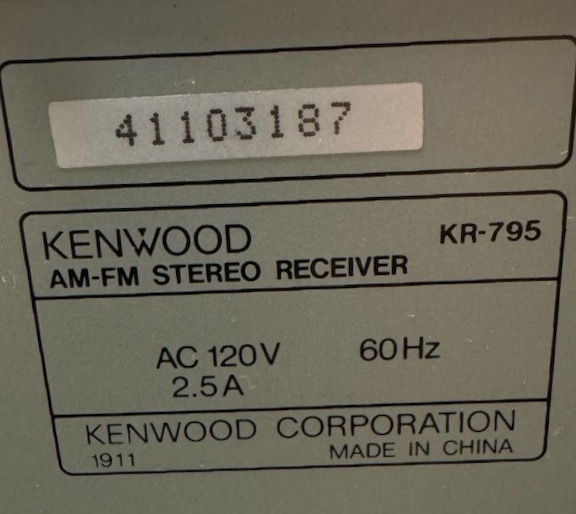 41103187
KENWOOD KR-795
AM-FM STEREO RECEIVER
AC 120V 60Hz
2.5A
KENWOOD CORPORATION
1911 MADE IN CHINA